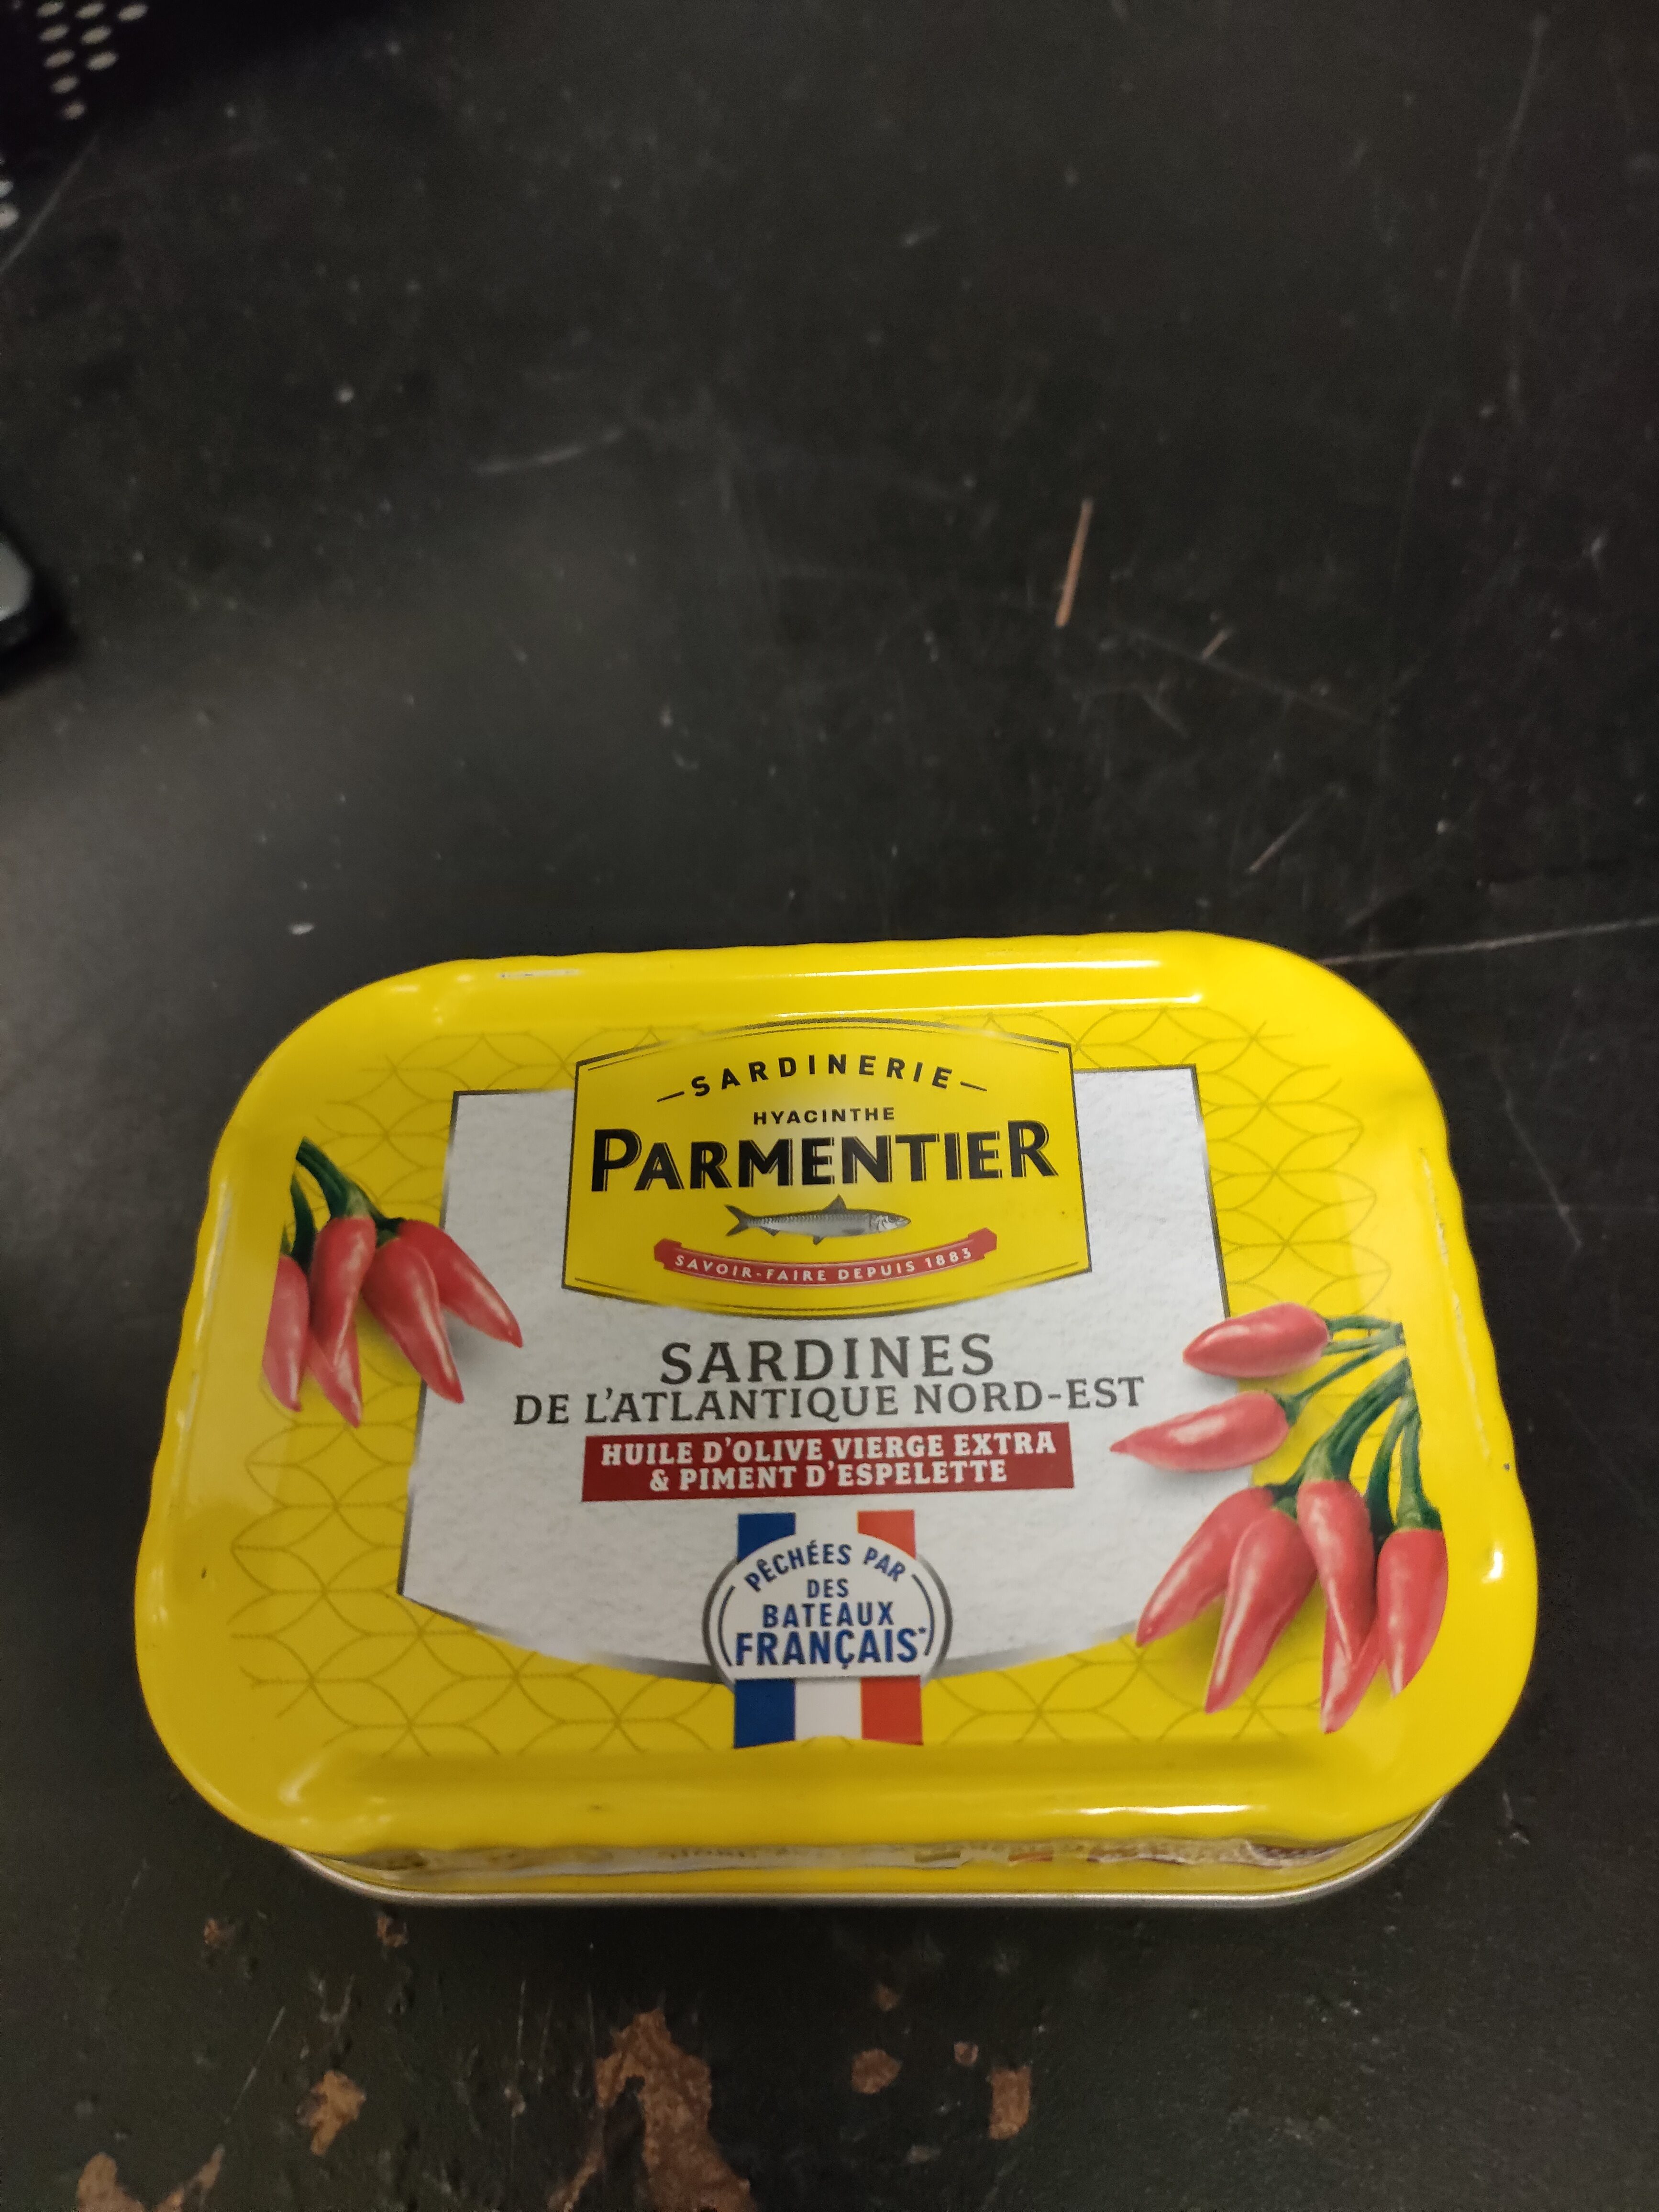 SARDINERIE
HYACINTHE
PARMENTIER
SAVOIR-FAIRE DEPUIS 1883
SARDINES
DE L'ATLANTIQUE NORD-EST
HUILE D'OLIVE VIERGE EXTRA
& PIMENT D'ESPELETTE
PÊCHÉES PAR
DES
BATEAUX
FRANÇAIS*